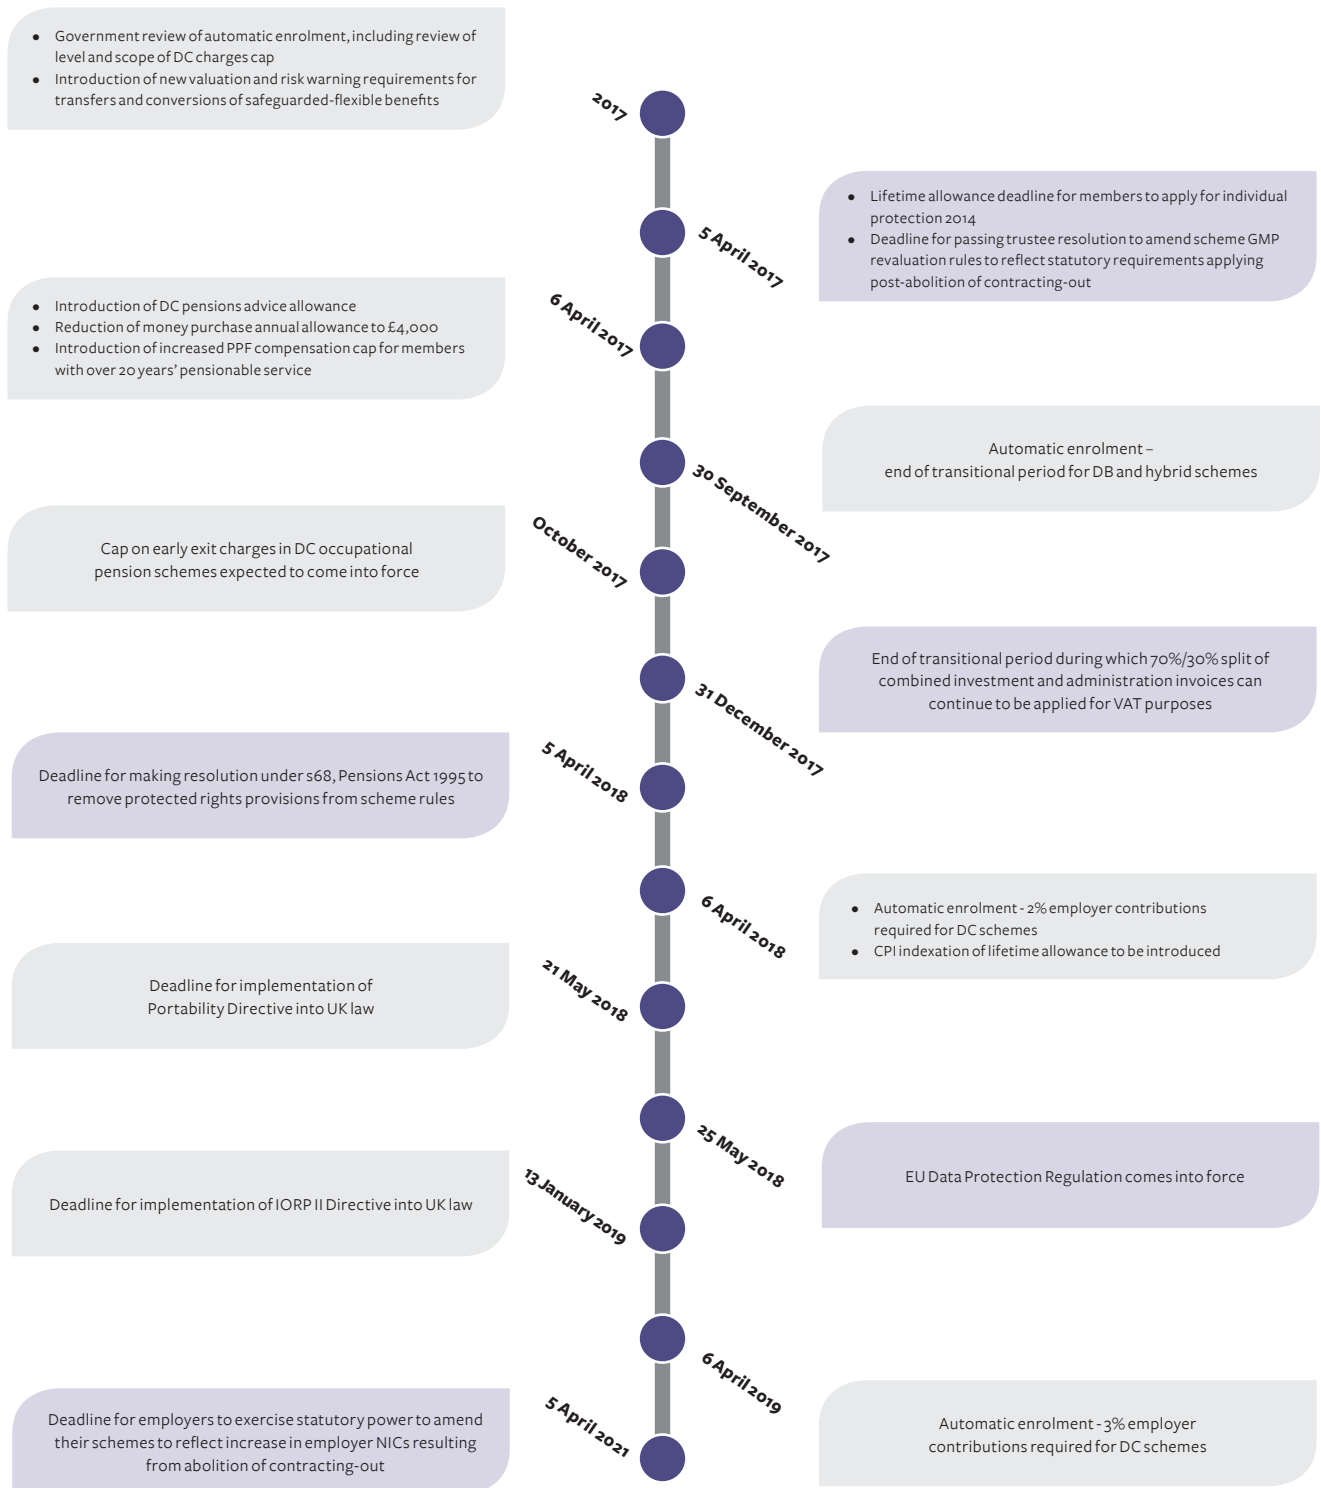 ● Government review of automatic enrolment, including review of
level and scope of DC charges cap
● Introduction of new valuation and risk warning requirements for
transfers and conversions of safeguarded-flexible benefits
2017
5 April 2017
● Lifetime allowance deadline for members to apply for individual
protection 2014
● Deadline for passing trustee resolution to amend scheme GMP
revaluation rules to reflect statutory requirements applying
post-abolition of contracting-out
● Introduction of DC pensions advice allowance
● Reduction of money purchase annual allowance to £4,000
● Introduction of increased PPF compensation cap for members
with over 20 years’ pensionable service
6 April 2017
30 September 2017
Automatic enrolment –
end of transitional period for DB and hybrid schemes
Cap on early exit charges in DC occupational
pension schemes expected to come into force
October 2017
31 December 2017
End of transitional period during which 70%/30% split of
combined investment and administration invoices can
continue to be applied for VAT purposes
Deadline for making resolution under s68, Pensions Act 1995 to
remove protected rights provisions from scheme rules
5 April 2018
6 April 2018
● Automatic enrolment - 2% employer contributions
required for DC schemes
● CPI indexation of lifetime allowance to be introduced
Deadline for implementation of
Portability Directive into UK law
21 May 2018
25 May 2018
EU Data Protection Regulation comes into force
Deadline for implementation of IORP II Directive into UK law
13 January 2019
6 April 2019
Automatic enrolment - 3% employer
contributions required for DC schemes
Deadline for employers to exercise statutory power to amend
their schemes to reflect increase in employer NICs resulting
from abolition of contracting-out
5 April 2021